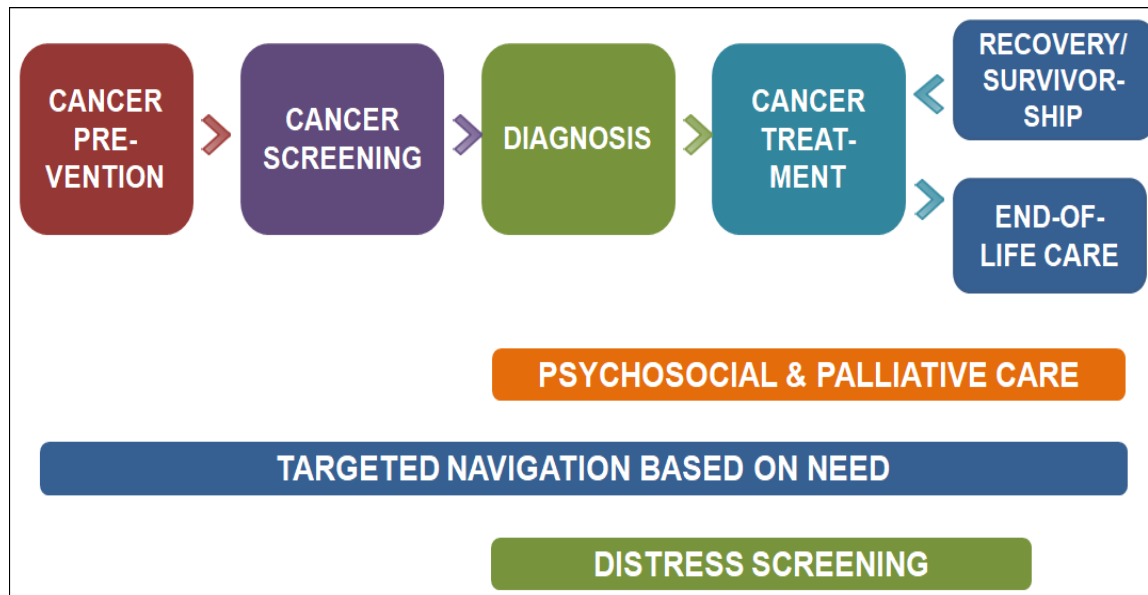 CANCER
PRE-
VENTION
CANCER
SCREENING
DIAGNOSIS
CANCER
TREAT-
MENT
RECOVERY/
SURVIVOR-
SHIP
END-OF-
LIFE CARE
PSYCHOSOCIAL & PALLIATIVE CARE
TARGETED NAVIGATION BASED ON NEED
DISTRESS SCREENING